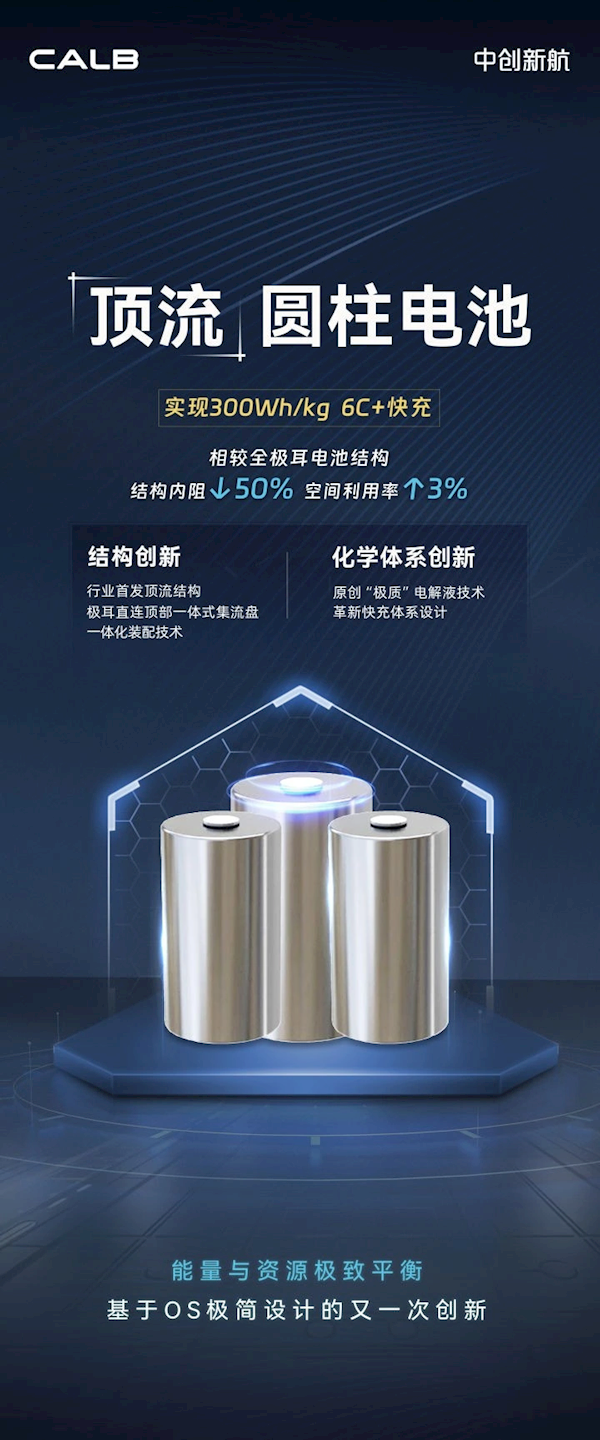 CALB
中创新航
顶流 圆柱电池
实现300Wh/kg 6C+快充
相较全极耳电池结构
结构内阻↓50% 空间利用率↑3%
结构创新
行业首发顶流结构
极耳直连顶部一体式集流盘
一体化装配技术
化学体系创新
原创“极质”电解液技术
革新快充体系设计
能量与资源极致平衡
基于OS极简设计的又一次创新